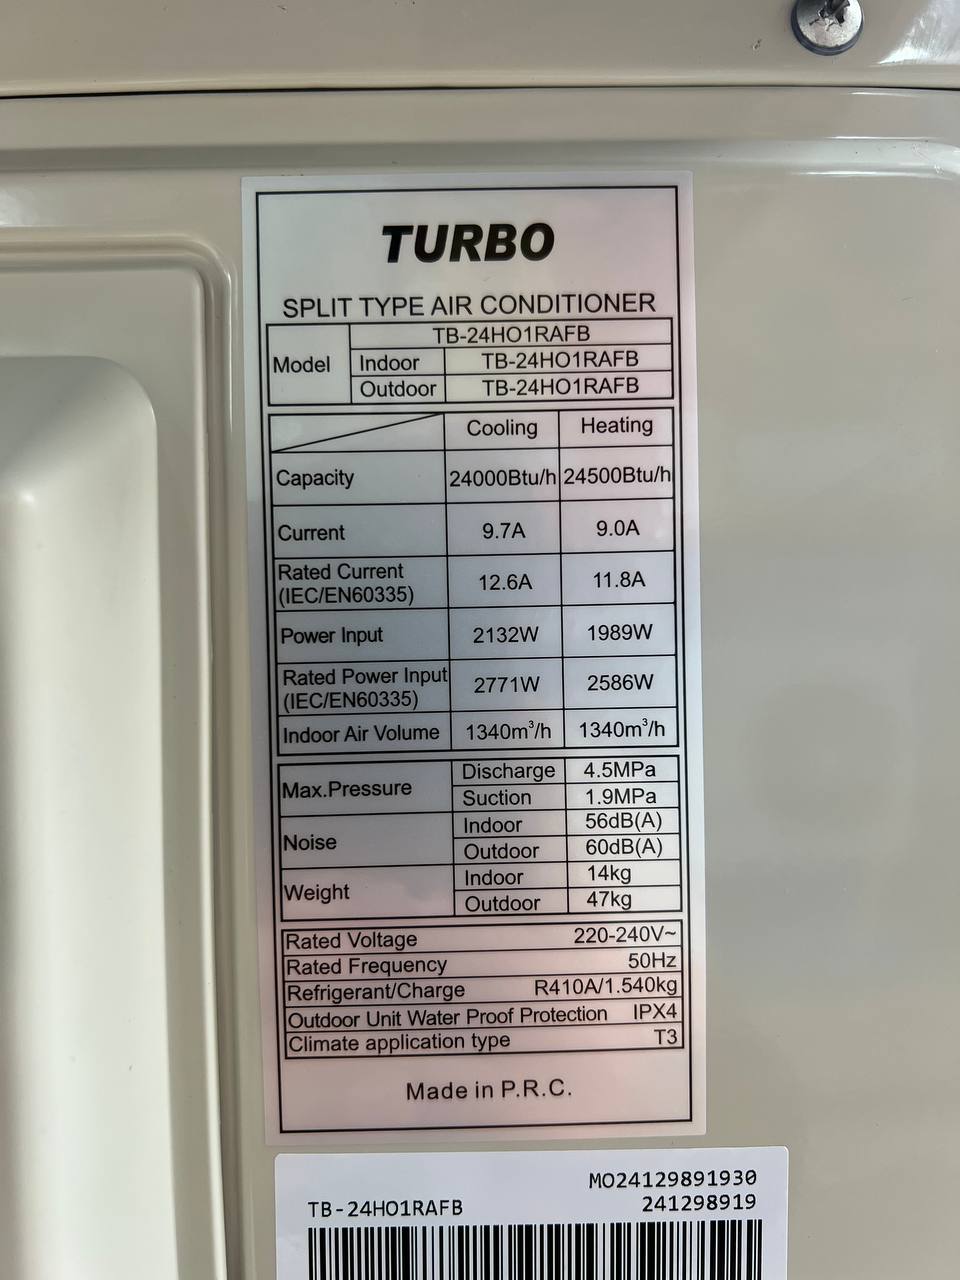 TURBO
SPLIT TYPE AIR CONDITIONER
Model TB-24HO1RAFB
Indoor TB-24HO1RAFB
Outdoor TB-24HO1RAFB
Cooling Heating
Capacity 24000Btu/h 24500Btu/h
Current 9.7A 9.0A
Rated Current
(IEC/EN60335) 12.6A 11.8A
Power Input 2132W 1989W
Rated Power Input
(IEC/EN60335) 2771W 2586W
Indoor Air Volume 1340m³/h 1340m³/h
Max.Pressure Discharge 4.5MPa
Suction 1.9MPa
Noise Indoor 56dB(A)
Outdoor 60dB(A)
Weight Indoor 14kg
Outdoor 47kg
Rated Voltage 220-240V~
Rated Frequency 50Hz
Refrigerant/Charge R410A/1.540kg
Outdoor Unit Water Proof Protection IPX4
Climate application type T3
Made in P.R.C.
MO24129891930
TB-24HO1RAFB 241298919